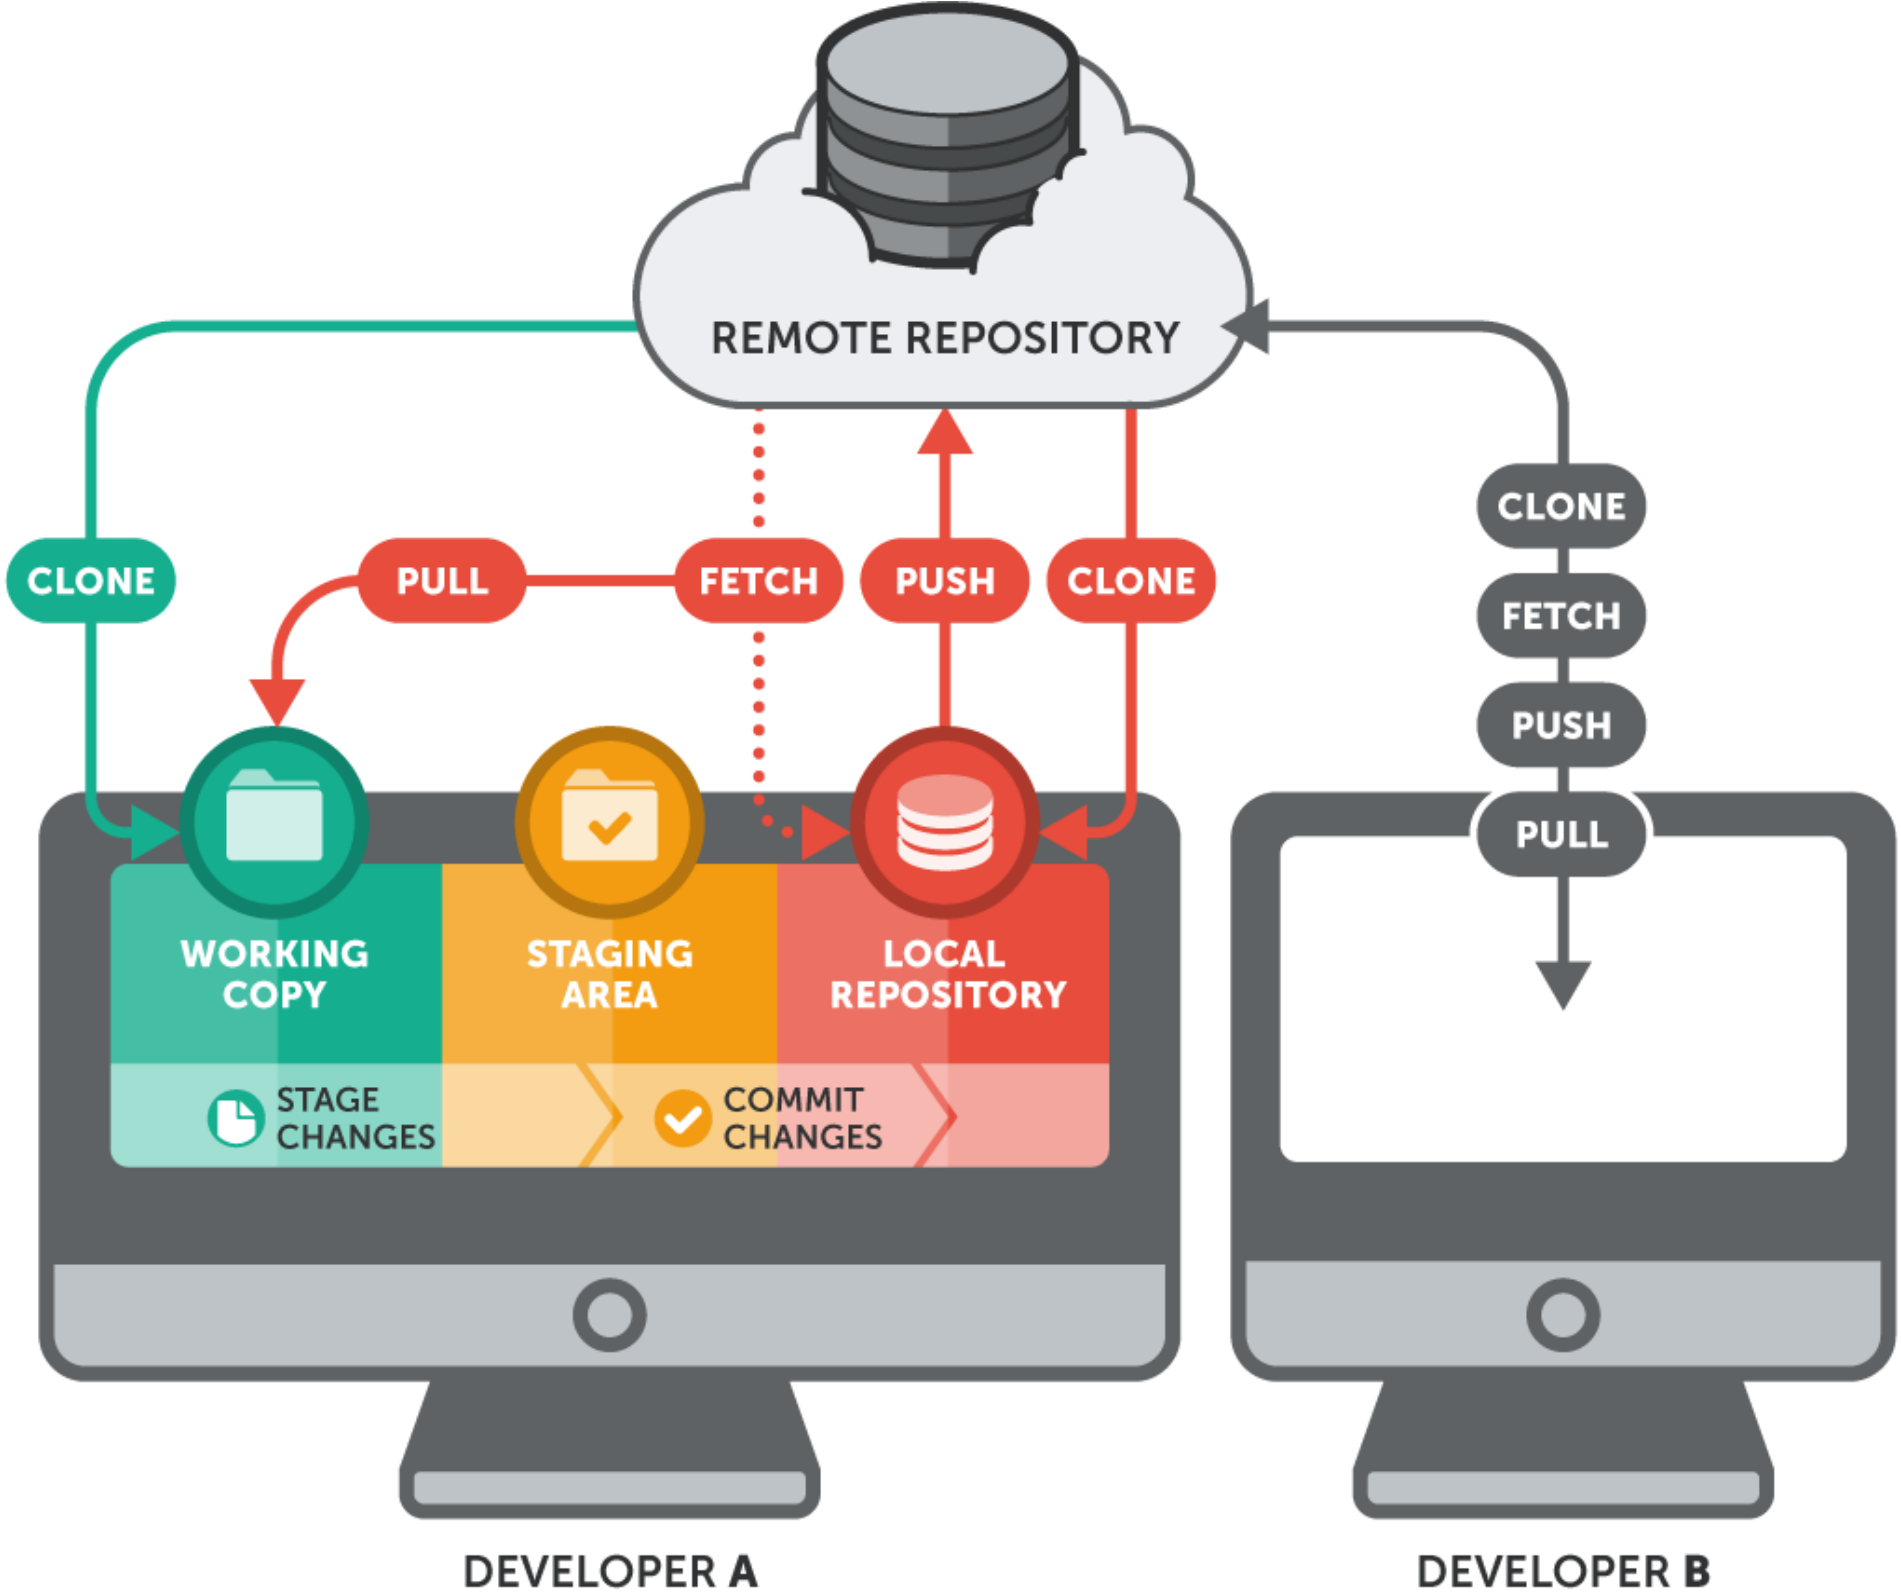 REMOTE REPOSITORY
CLONE
PULL
FETCH
PUSH
CLONE
CLONE
FETCH
PUSH
PULL
WORKING
COPY
STAGING
AREA
LOCAL
REPOSITORY
STAGE
CHANGES
COMMIT
CHANGES
DEVELOPER A
DEVELOPER B